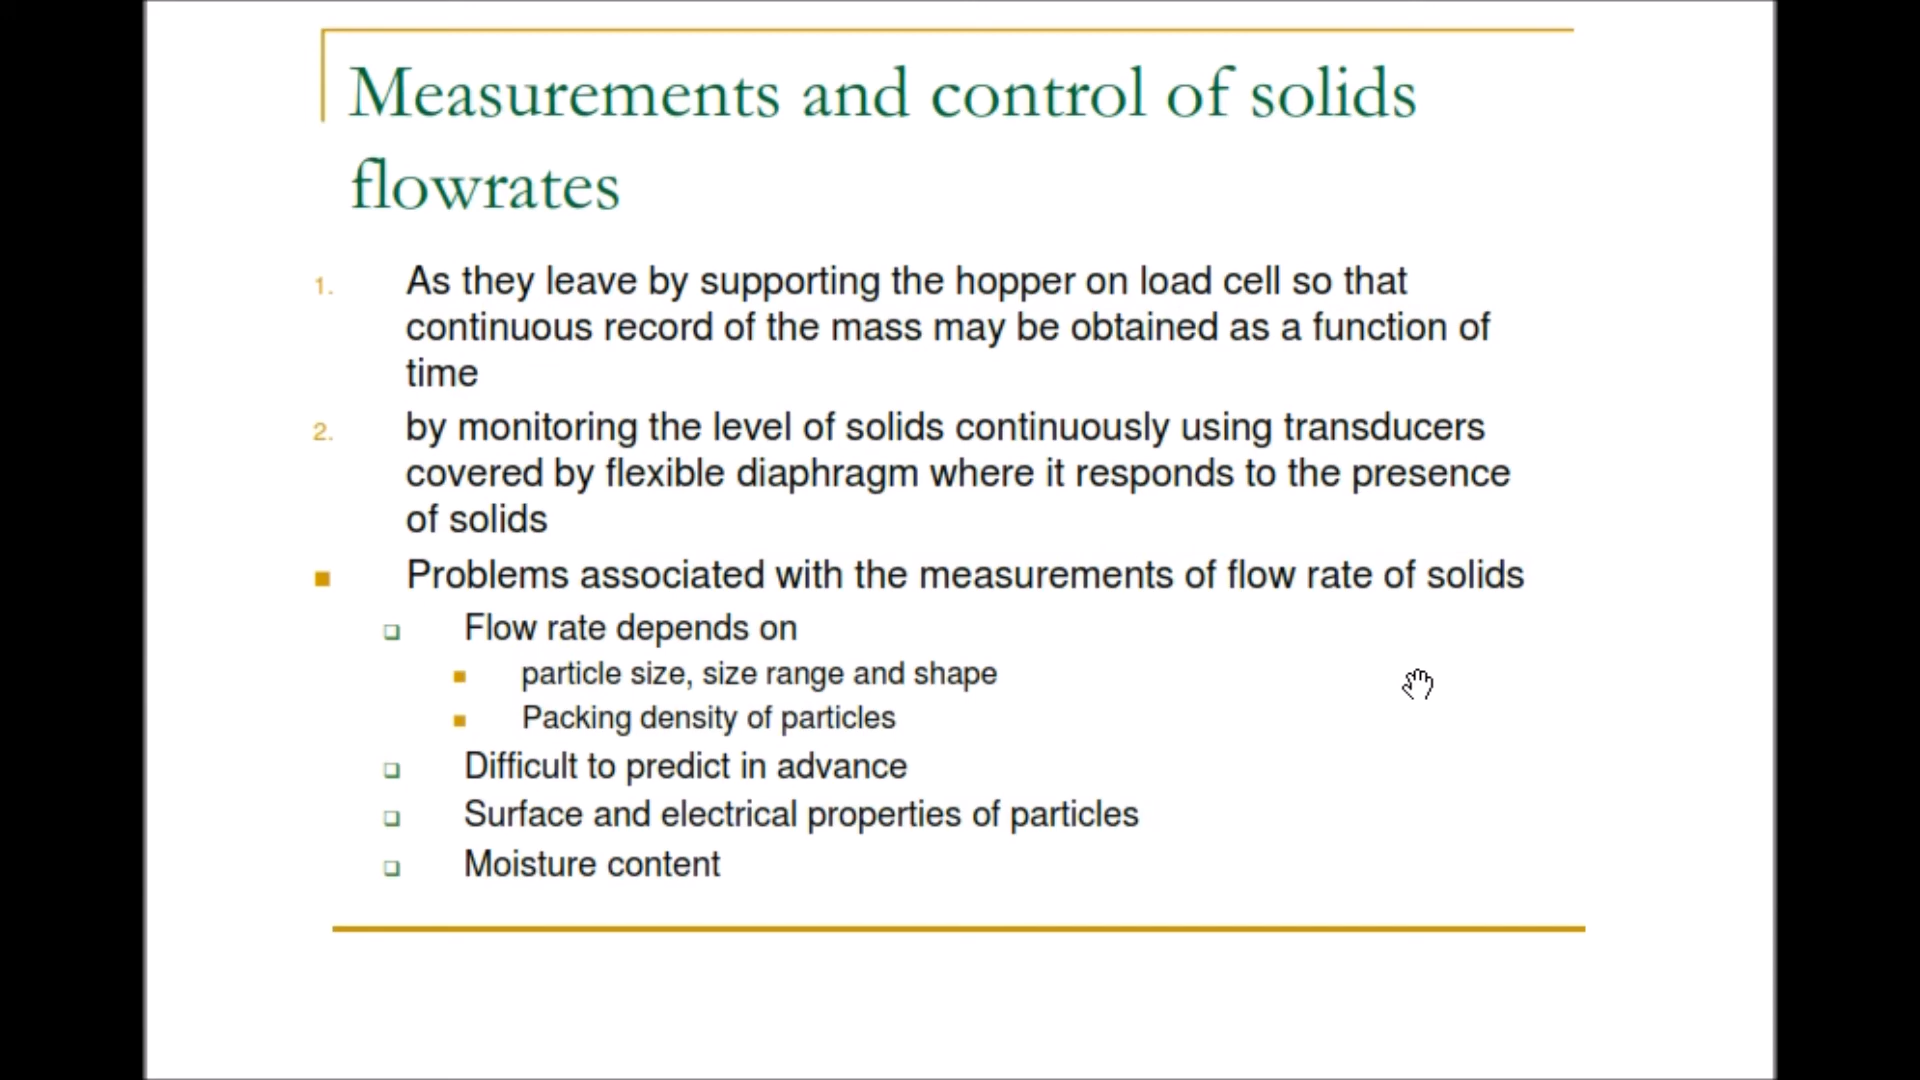 Measurements and control of solids
flowrates
1. As they leave by supporting the hopper on load cell so that
continuous record of the mass may be obtained as a function of
time
2. by monitoring the level of solids continuously using transducers
covered by flexible diaphragm where it responds to the presence
of solids
Problems associated with the measurements of flow rate of solids
Flow rate depends on
particle size, size range and shape
Packing density of particles
Difficult to predict in advance
Surface and electrical properties of particles
Moisture content